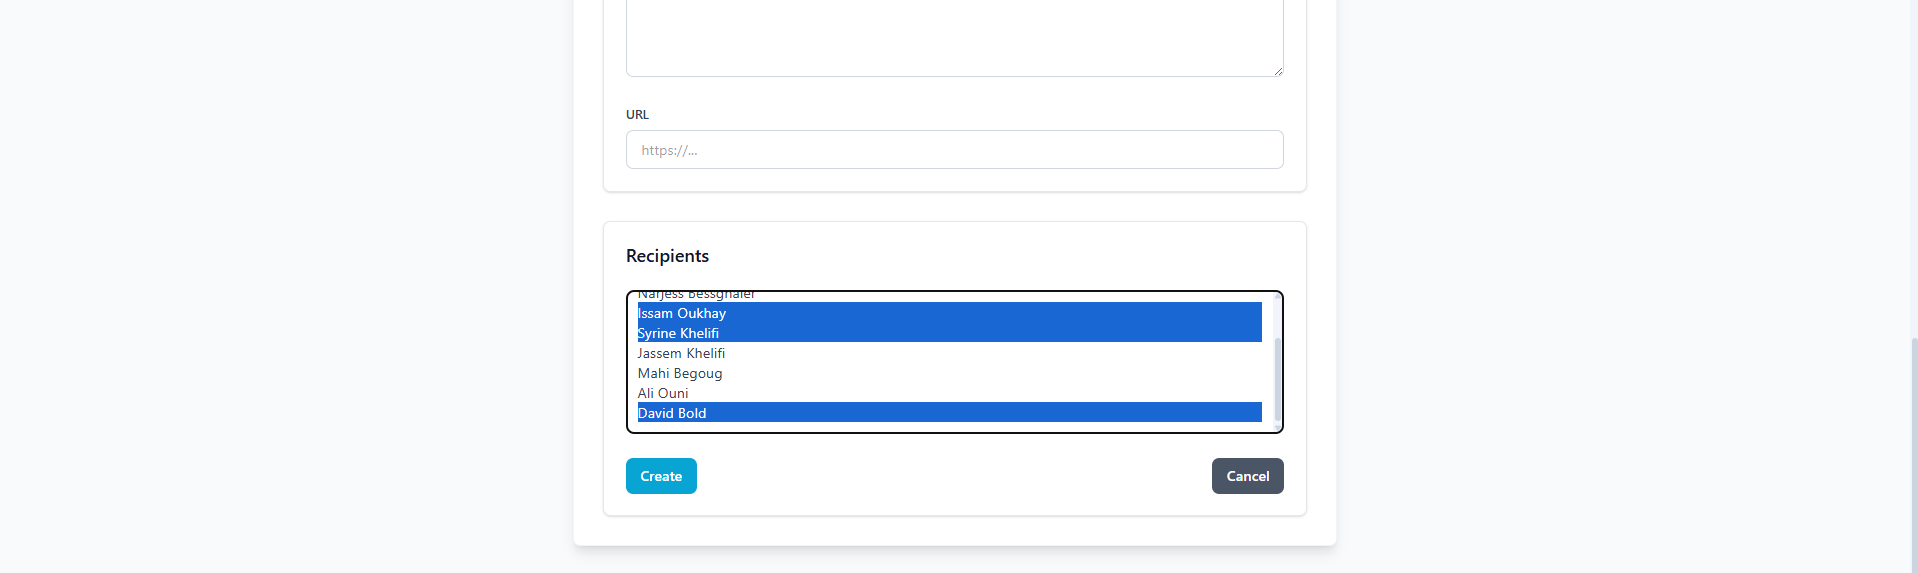 URL
https://...
Recipients
Narjess Bessghaier
Issam Oukhay
Syrine Khelifi
Jassem Khelifi
Mahi Begoug
Ali Ouni
David Bold
Create
Cancel